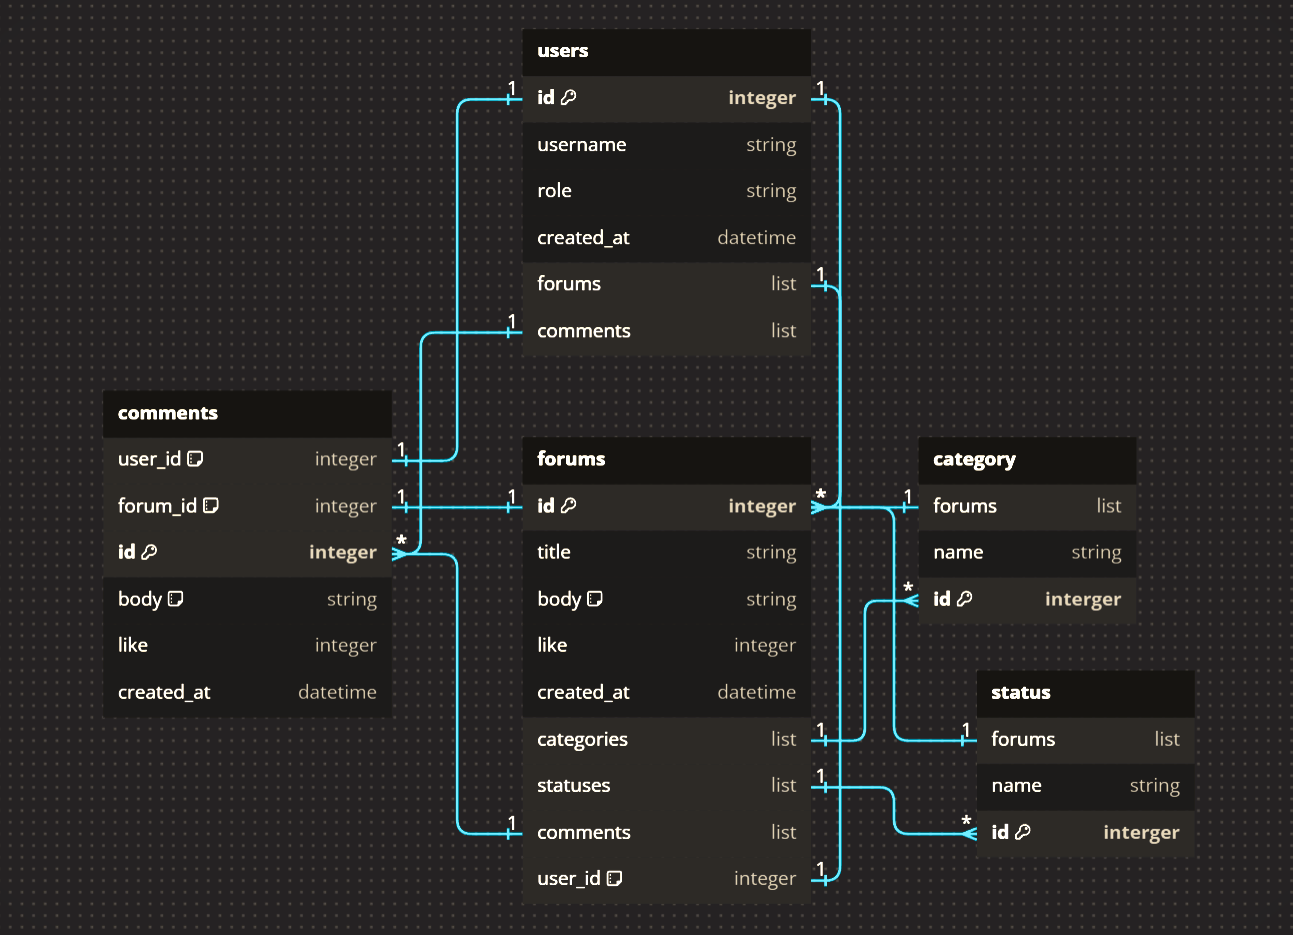 users
id integer
username string
role string
created_at datetime
forums list
comments list
comments
user_id integer
forum_id integer
id integer
body string
like integer
created_at datetime
forums
id integer
title string
body string
like integer
created_at datetime
categories list
statuses list
comments list
user_id integer
category
forums list
name string
id interger
status
forums list
name string
id interger
1
1
1
1
1
1
1
*
*
1
*
1
1
1
1
*
1